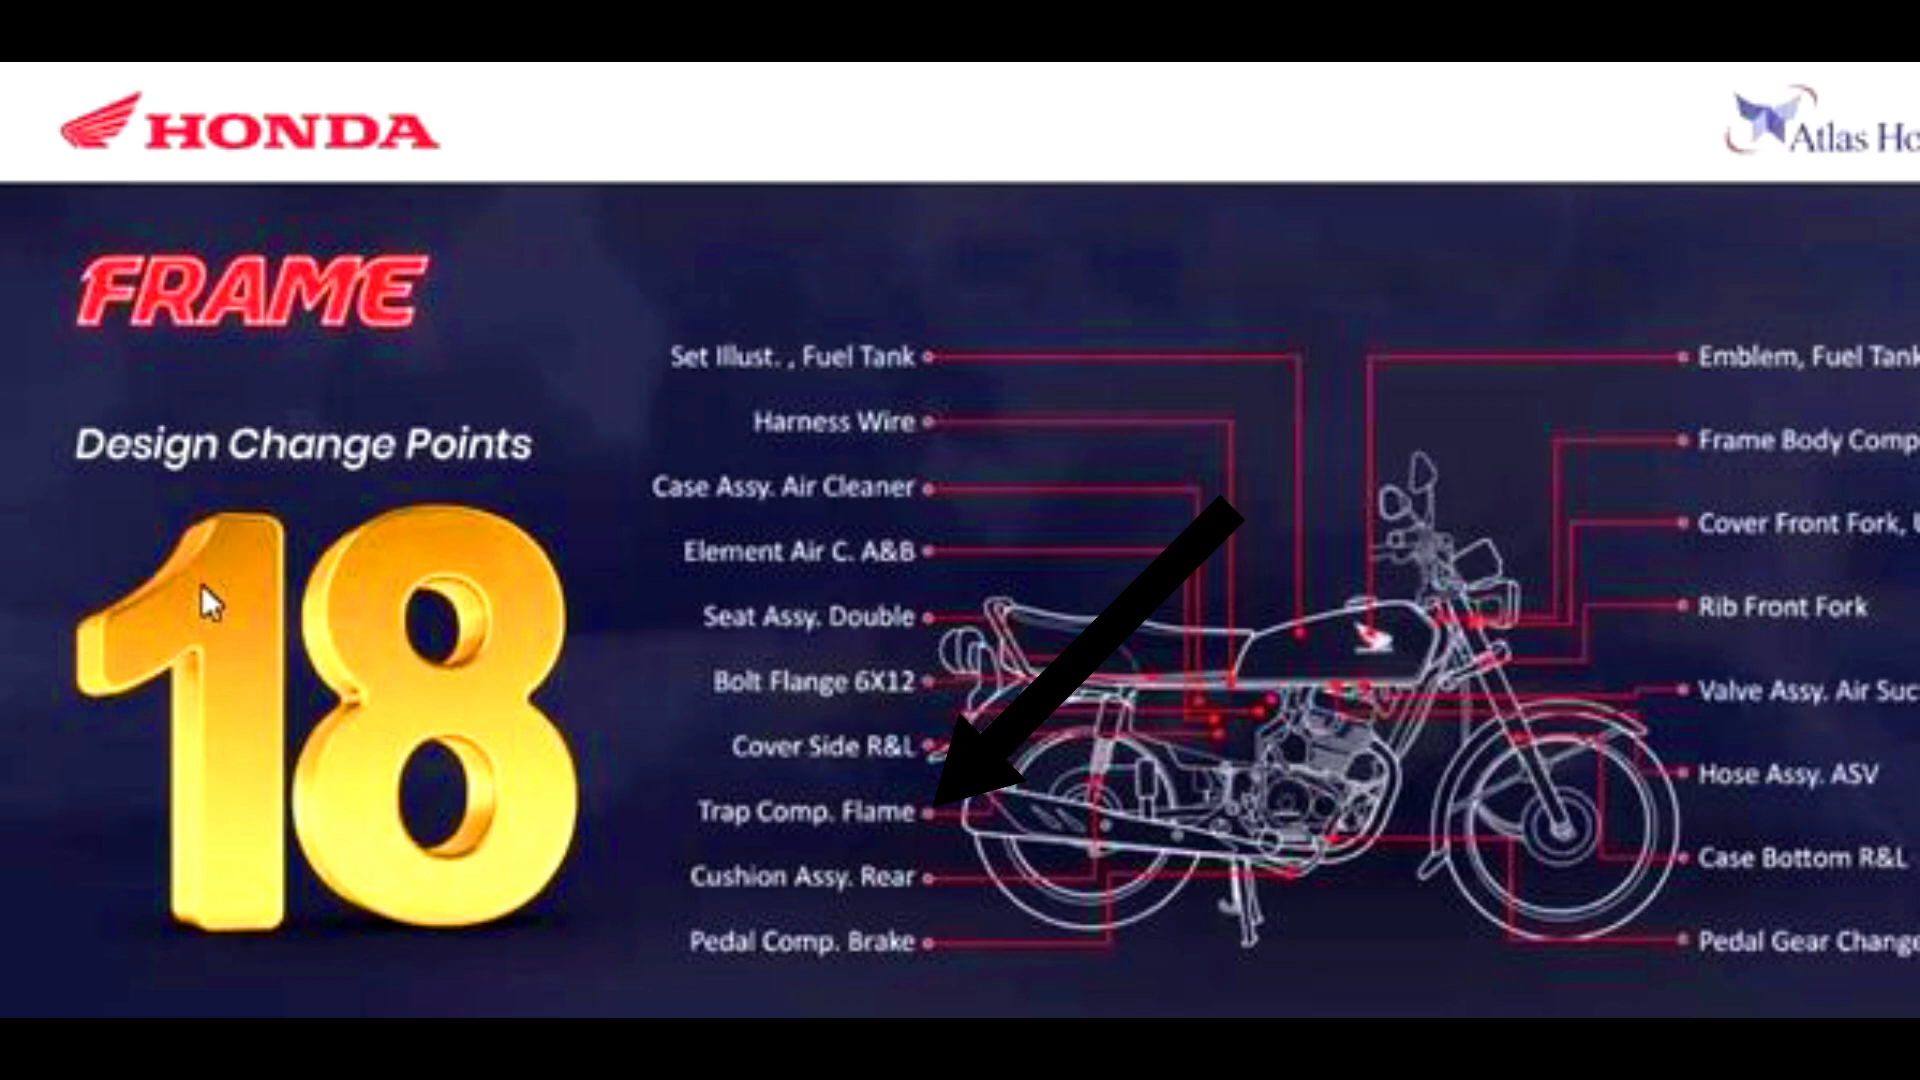 HONDA
Atlas Ho
FRAME
Design Change Points
18
Set Illust. , Fuel Tank
Harness Wire
Case Assy. Air Cleaner
Element Air C. A&B
Seat Assy. Double
Bolt Flange 6X12
Cover Side R&L
Trap Comp. Flame
Cushion Assy. Rear
Pedal Comp. Brake
Emblem, Fuel Tank
Frame Body Comp
Cover Front Fork,
Rib Front Fork
Valve Assy. Air Suc
Hose Assy. ASV
Case Bottom R&L
Pedal Gear Change